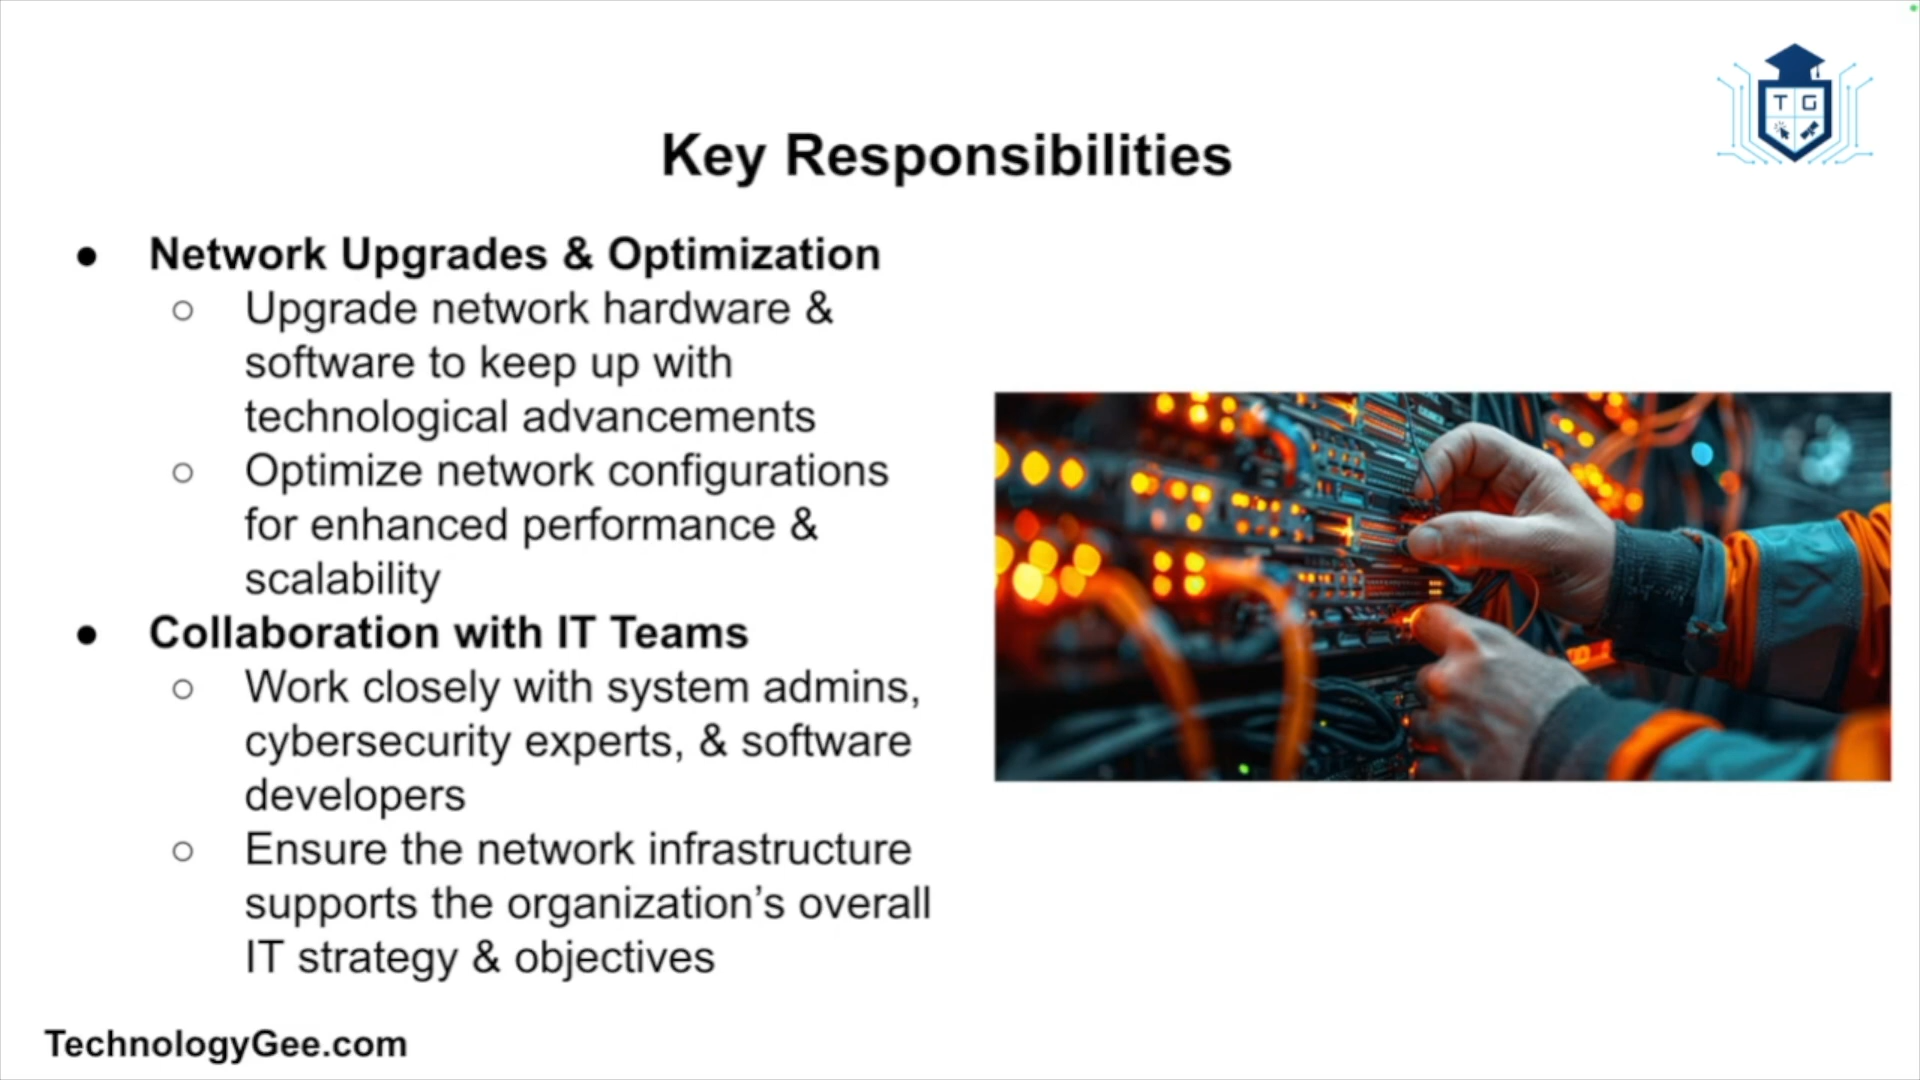 T G
Key Responsibilities
● Network Upgrades & Optimization
○ Upgrade network hardware &
software to keep up with
technological advancements
○ Optimize network configurations
for enhanced performance &
scalability
● Collaboration with IT Teams
○ Work closely with system admins,
cybersecurity experts, & software
developers
○ Ensure the network infrastructure
supports the organization’s overall
IT strategy & objectives
TechnologyGee.com